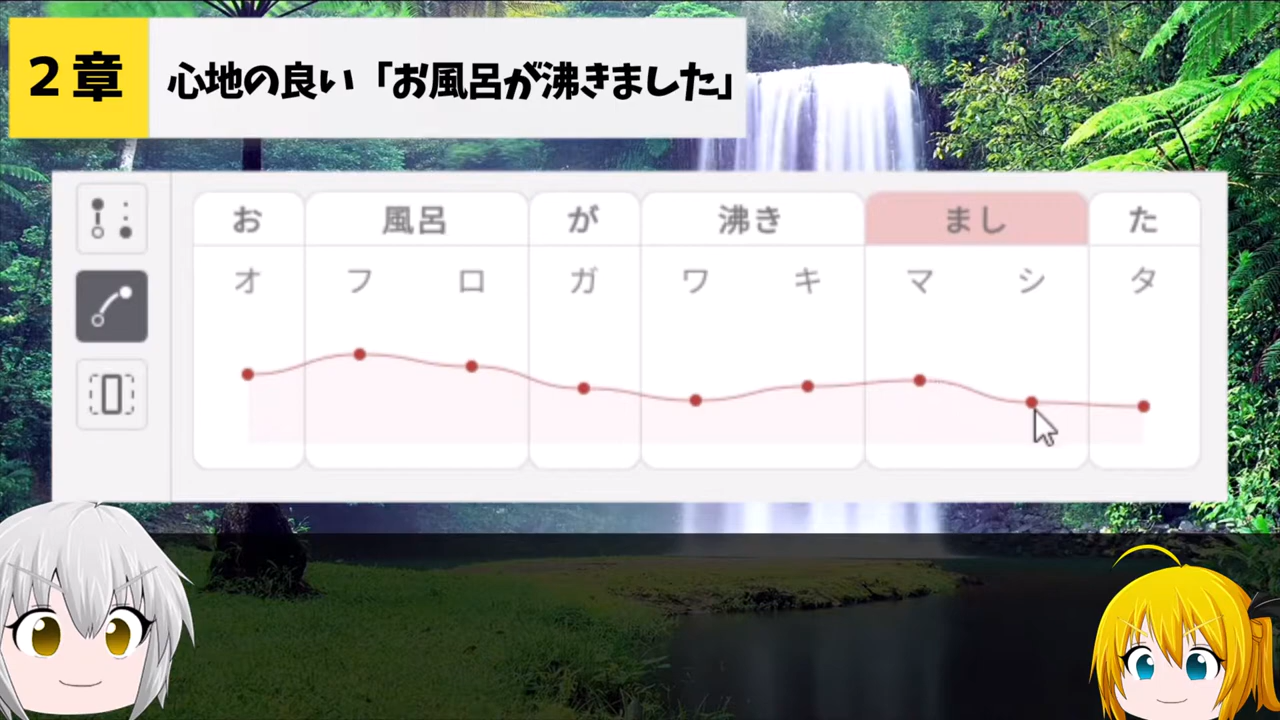 2章
心地の良い「お風呂が沸きました」
お 風呂 が 沸き まし た
オ フ ロ ガ ワ キ マ シ タ